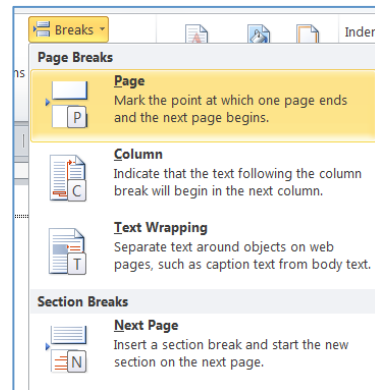 Breaks
Inden
ns
Page Breaks
Page
Mark the point at which one page ends
and the next page begins.
P
Column
Indicate that the text following the column
break will begin in the next column.
C
Text Wrapping
Separate text around objects on web
pages, such as caption text from body text.
T
Section Breaks
Next Page
Insert a section break and start the new
section on the next page.
N